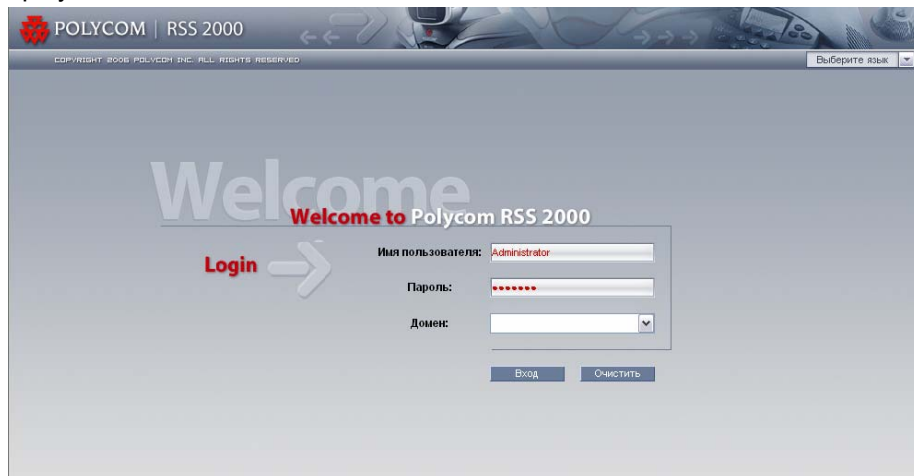 POLYCOM | RSS 2000
COPYRIGHT 2006 POLYCOM INC. ALL RIGHTS RESERVED
Выберите язык
Welcome
Welcome to Polycom RSS 2000
Login
Имя пользователя: Administrator
Пароль: •••••••
Домен:
Вход Очистить